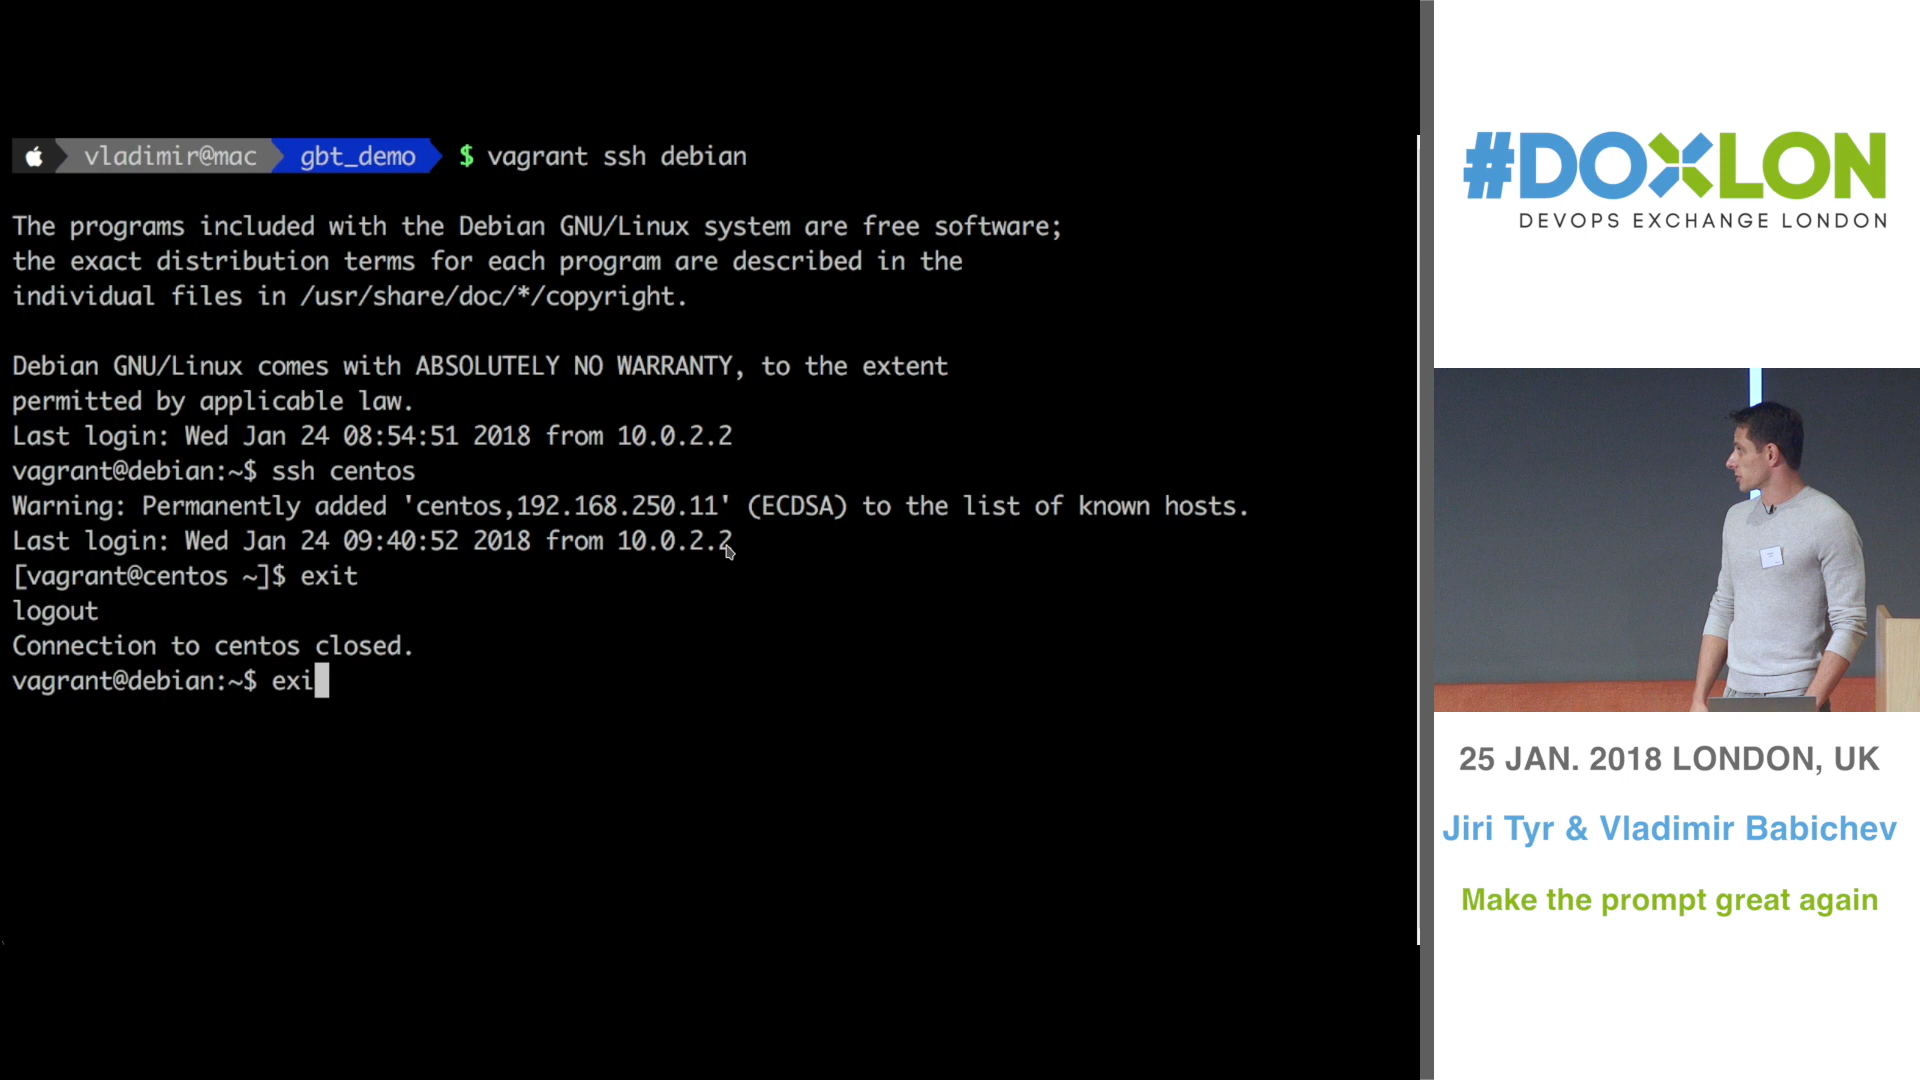 vladimir@mac gbt_demo $ vagrant ssh debian
The programs included with the Debian GNU/Linux system are free software;
the exact distribution terms for each program are described in the
individual files in /usr/share/doc/*/copyright.
Debian GNU/Linux comes with ABSOLUTELY NO WARRANTY, to the extent
permitted by applicable law.
Last login: Wed Jan 24 08:54:51 2018 from 10.0.2.2
vagrant@debian:~$ ssh centos
Warning: Permanently added 'centos,192.168.250.11' (ECDSA) to the list of known hosts.
Last login: Wed Jan 24 09:40:52 2018 from 10.0.2.2
[vagrant@centos ~]$ exit
logout
Connection to centos closed.
vagrant@debian:~$ exi
#DOXLON
DEVOPS EXCHANGE LONDON
25 JAN. 2018 LONDON, UK
Jiri Tyr & Vladimir Babichev
Make the prompt great again